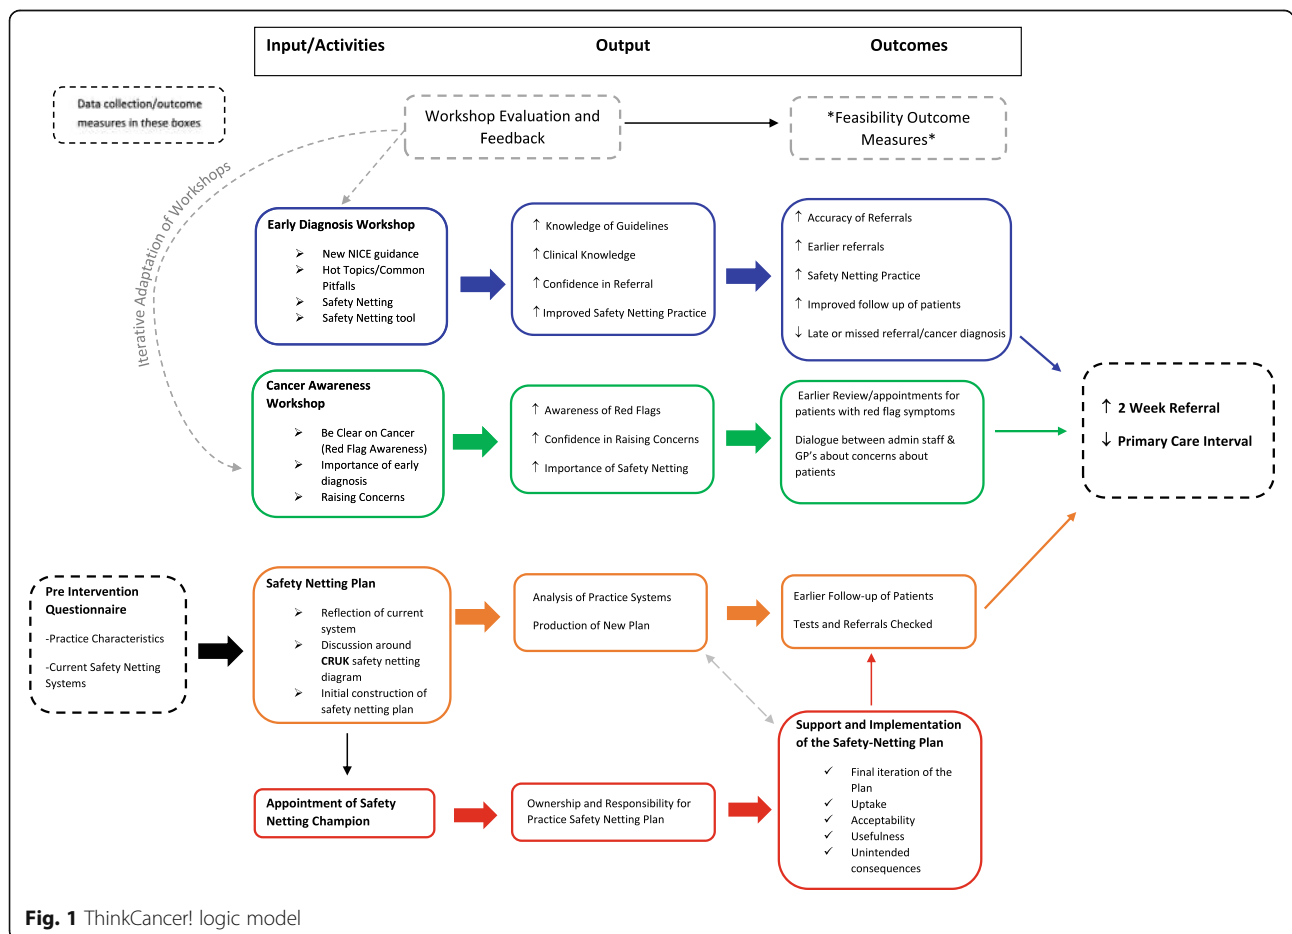 Input/Activities
Output
Outcomes
Data collection/outcome
measures in these boxes
Workshop Evaluation and
Feedback
*Feasibility Outcome
Measures*
Iterative Adaptation of Workshops
Early Diagnosis Workshop
➢ New NICE guidance
➢ Hot Topics/Common
Pitfalls
➢ Safety Netting
➢ Safety Netting tool
↑ Knowledge of Guidelines
↑ Clinical Knowledge
↑ Confidence in Referral
↑ Improved Safety Netting Practice
↑ Accuracy of Referrals
↑ Earlier referrals
↑ Safety Netting Practice
↑ Improved follow up of patients
↓ Late or missed referral/cancer diagnosis
Cancer Awareness
Workshop
➢ Be Clear on Cancer
(Red Flag Awareness)
➢ Importance of early
diagnosis
➢ Raising Concerns
↑ Awareness of Red Flags
↑ Confidence in Raising Concerns
↑ Importance of Safety Netting
Earlier Review/appointments for
patients with red flag symptoms
Dialogue between admin staff &
GP's about concerns about
patients
↑ 2 Week Referral
↓ Primary Care Interval
Pre Intervention
Questionnaire
-Practice Characteristics
-Current Safety Netting
Systems
Safety Netting Plan
➢ Reflection of current
system
➢ Discussion around
CRUK safety netting
diagram
➢ Initial construction of
safety netting plan
Analysis of Practice Systems
Production of New Plan
Earlier Follow-up of Patients
Tests and Referrals Checked
Appointment of Safety
Netting Champion
Ownership and Responsibility for
Practice Safety Netting Plan
Support and Implementation
of the Safety-Netting Plan
✓ Final iteration of the
Plan
✓ Uptake
✓ Acceptability
✓ Usefulness
✓ Unintended
consequences
Fig. 1 ThinkCancer! logic model